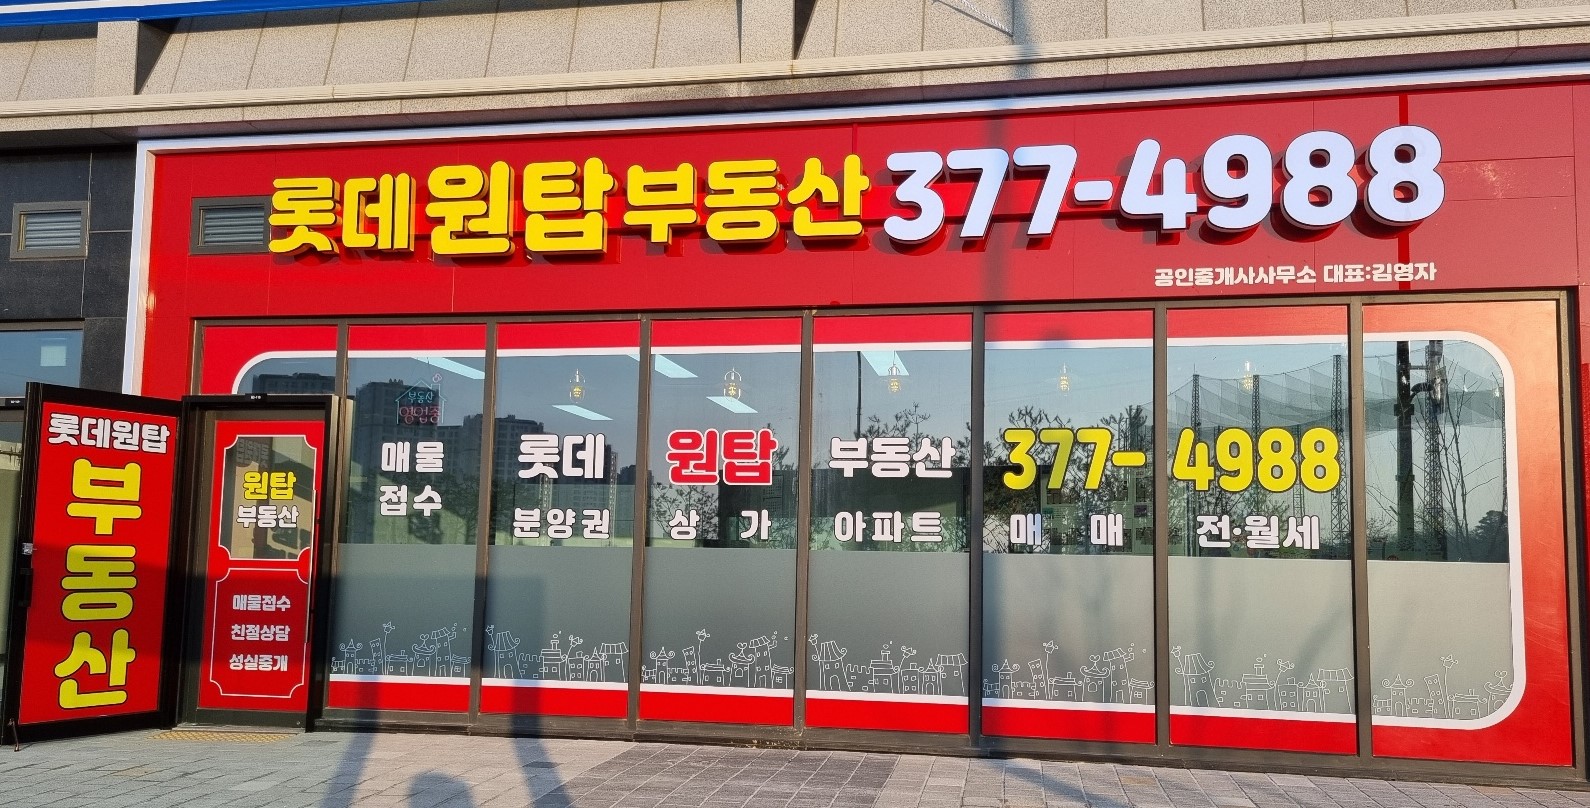 롯데 원탑 부동산 377-4988
공인중개사사무소 대표:김영자
롯데원탑
부동산
원탑
부동산
매물접수
친절상담
성실중개
부동산
영업중
매물
접수
롯데 원탑 부동산 377-4988
분양권 상가 아파트 매매 전·월세